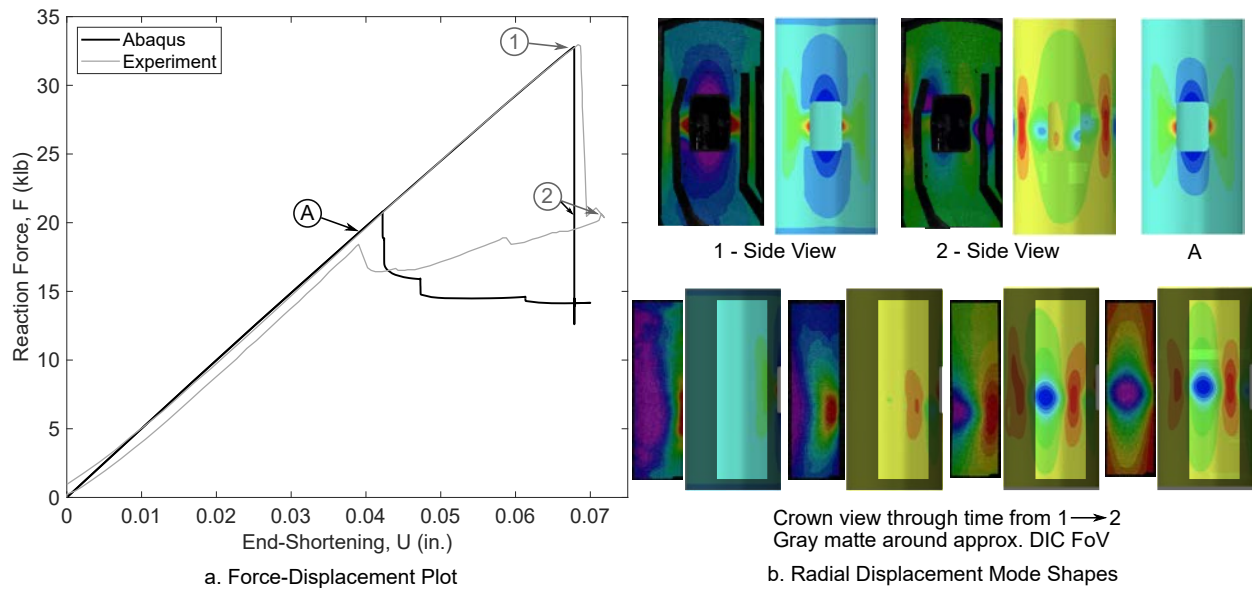 35
30
25
20
15
10
5
0
Reaction Force, F (klb)
Abaqus
Experiment
1
A
2
0
0.01
0.02
0.03
0.04
0.05
0.06
0.07
End-Shortening, U (in.)
a. Force-Displacement Plot
1 - Side View
2 - Side View
A
Crown view through time from 1→2
Gray matte around approx. DIC FoV
b. Radial Displacement Mode Shapes